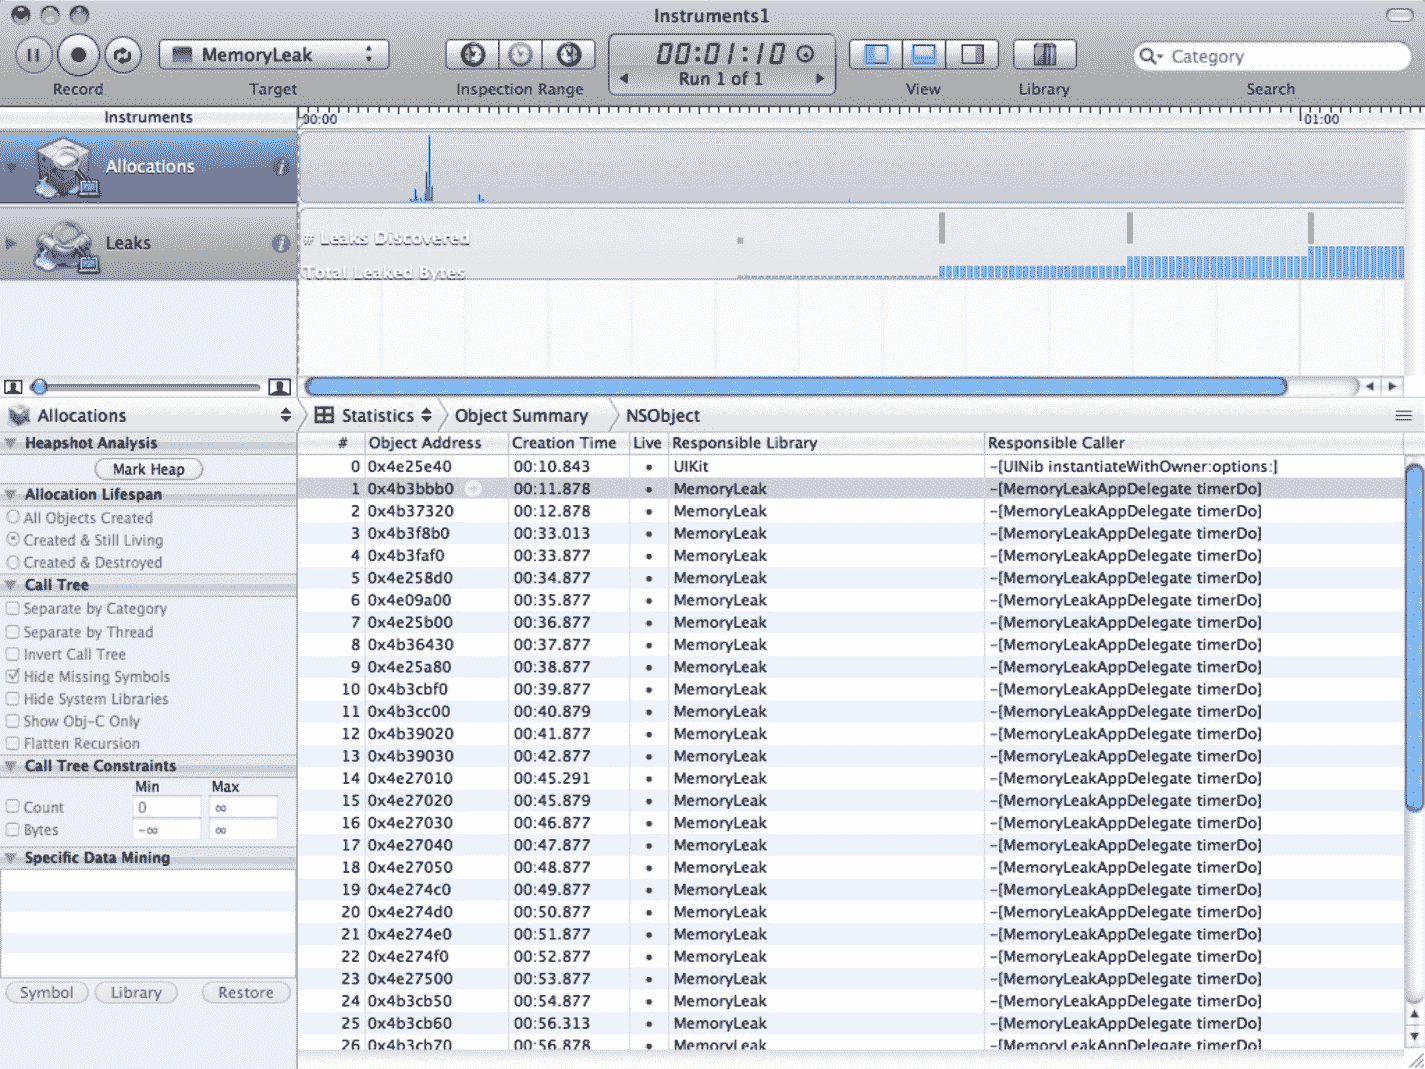 Instruments1
MemoryLeak
00:01:10
Run 1 of 1
Category
Record Target Inspection Range View Library Search
Instruments
00:00 01:00
Allocations
Leaks
# Leaks Discovered
Total Leaked Bytes
Allocations Statistics Object Summary NSObject
Heapshot Analysis
Mark Heap
Allocation Lifespan
All Objects Created
Created & Still Living
Created & Destroyed
Call Tree
Separate by Category
Separate by Thread
Invert Call Tree
Hide Missing Symbols
Hide System Libraries
Show Obj-C Only
Flatten Recursion
Call Tree Constraints
Min Max
Count 0 ∞
Bytes -∞ ∞
Specific Data Mining
Symbol Library Restore
# Object Address Creation Time Live Responsible Library Responsible Caller
0 0x4e25e40 00:10.843 • UIKit -[UINib instantiateWithOwner:options:]
1 0x4b3bbb0 00:11.878 • MemoryLeak -[MemoryLeakAppDelegate timerDo]
2 0x4b37320 00:12.878 • MemoryLeak -[MemoryLeakAppDelegate timerDo]
3 0x4b3f8b0 00:33.013 • MemoryLeak -[MemoryLeakAppDelegate timerDo]
4 0x4b3faf0 00:33.877 • MemoryLeak -[MemoryLeakAppDelegate timerDo]
5 0x4e258d0 00:34.877 • MemoryLeak -[MemoryLeakAppDelegate timerDo]
6 0x4e09a00 00:35.877 • MemoryLeak -[MemoryLeakAppDelegate timerDo]
7 0x4e25b00 00:36.877 • MemoryLeak -[MemoryLeakAppDelegate timerDo]
8 0x4b36430 00:37.877 • MemoryLeak -[MemoryLeakAppDelegate timerDo]
9 0x4e25a80 00:38.877 • MemoryLeak -[MemoryLeakAppDelegate timerDo]
10 0x4b3cbf0 00:39.877 • MemoryLeak -[MemoryLeakAppDelegate timerDo]
11 0x4b3cc00 00:40.879 • MemoryLeak -[MemoryLeakAppDelegate timerDo]
12 0x4b39020 00:41.877 • MemoryLeak -[MemoryLeakAppDelegate timerDo]
13 0x4b39030 00:42.877 • MemoryLeak -[MemoryLeakAppDelegate timerDo]
14 0x4e27010 00:45.291 • MemoryLeak -[MemoryLeakAppDelegate timerDo]
15 0x4e27020 00:45.879 • MemoryLeak -[MemoryLeakAppDelegate timerDo]
16 0x4e27030 00:46.877 • MemoryLeak -[MemoryLeakAppDelegate timerDo]
17 0x4e27040 00:47.877 • MemoryLeak -[MemoryLeakAppDelegate timerDo]
18 0x4e27050 00:48.877 • MemoryLeak -[MemoryLeakAppDelegate timerDo]
19 0x4e274c0 00:49.877 • MemoryLeak -[MemoryLeakAppDelegate timerDo]
20 0x4e274d0 00:50.877 • MemoryLeak -[MemoryLeakAppDelegate timerDo]
21 0x4e274e0 00:51.877 • MemoryLeak -[MemoryLeakAppDelegate timerDo]
22 0x4e274f0 00:52.877 • MemoryLeak -[MemoryLeakAppDelegate timerDo]
23 0x4e27500 00:53.877 • MemoryLeak -[MemoryLeakAppDelegate timerDo]
24 0x4b3cb50 00:54.877 • MemoryLeak -[MemoryLeakAppDelegate timerDo]
25 0x4b3cb60 00:56.313 • MemoryLeak -[MemoryLeakAppDelegate timerDo]
26 0x4b3cb70 00:56.878 • MemoryLeak -[MemoryLeakAppDelegate timerDo]